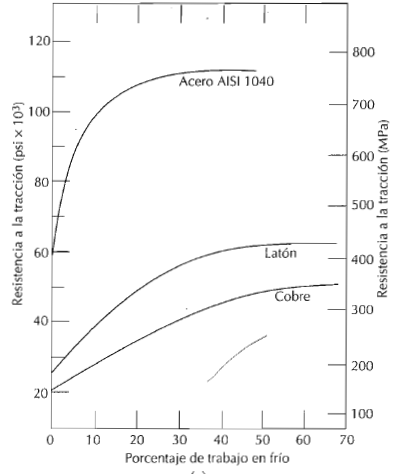 Resistencia a la tracción (psi × 10³)
120
100
80
60
40
20
Acero AISI 1040
Latón
Cobre
800
700
600
500
400
300
200
100
Resistencia a la tracción (MPa)
0 10 20 30 40 50 60 70
Porcentaje de trabajo en frío